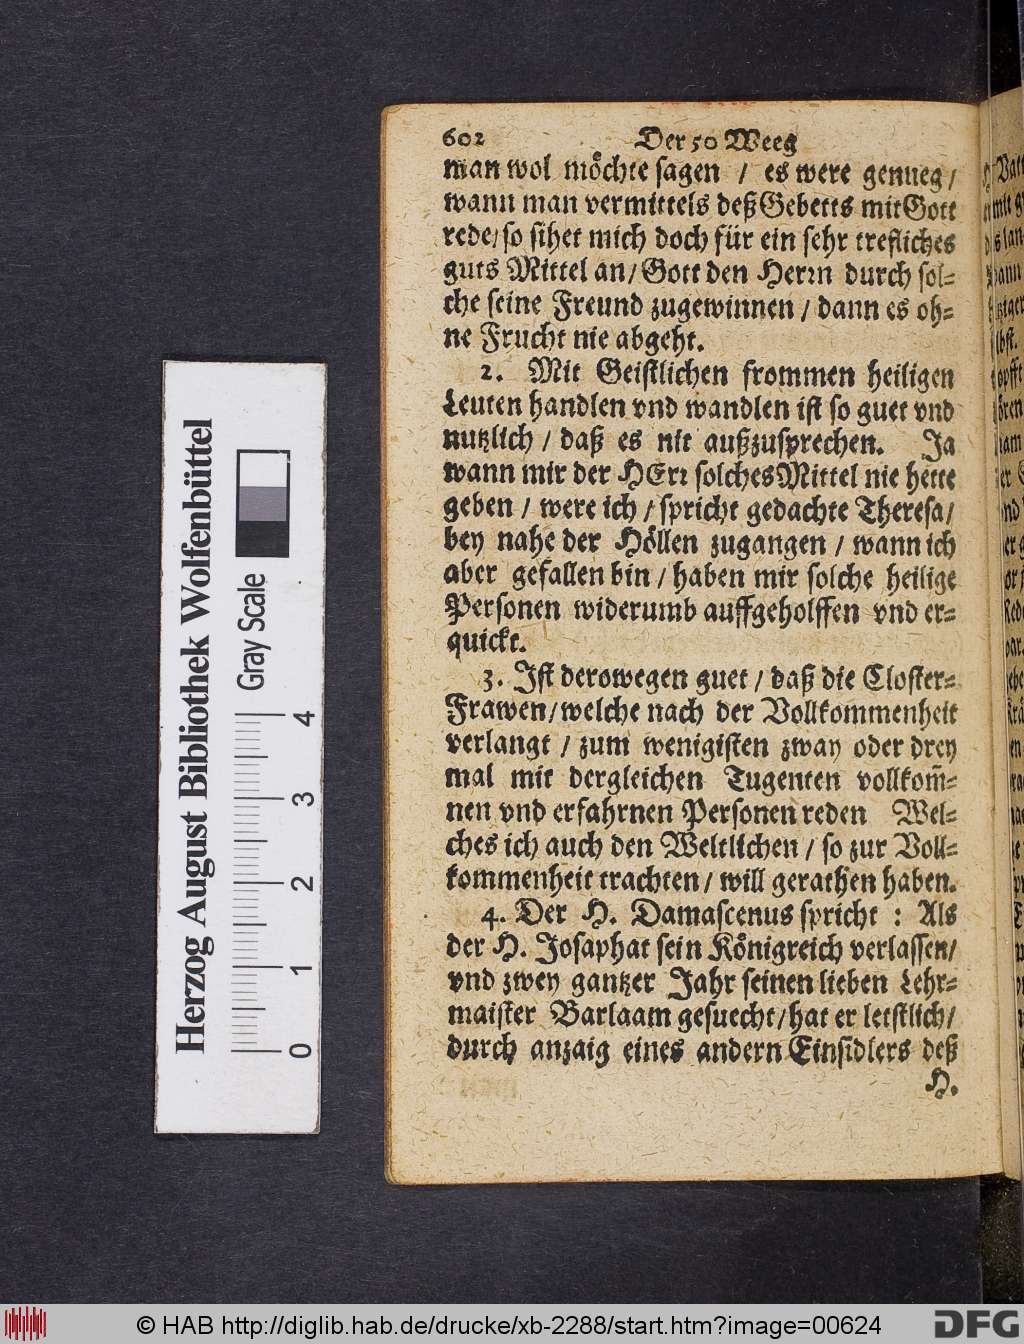 602 Der 50 Weeg
man wol möchte sagen / es were genueg /
wann man vermittels deß Gebetts mit Gott
rede / so sihet mich doch für ein sehr trefliches
guts Mittel an / Gott den Herrn durch sol-
che seine Freund zugewinnen / dann es oh-
ne Frucht nie abgeht.
2. Mit Geistlichen frommen heiligen
Leuten handlen vnd wandlen ist so guet vnd
nutzlich / daß es nit außzusprechen. Ja
wann mir der HErr solches Mittel nie hette
geben / were ich / spricht gedachte Theresa /
bey nahe der Höllen zugangen / wann ich
aber gefallen bin / haben mir solche heilige
Personen widerumb auffgeholffen vnd er-
quickt.
3. Ist derowegen guet / daß die Closter-
Frawen / welche nach der Vollkommenheit
verlangt / zum wenigisten zway oder drey
mal mit dergleichen Tugenten vollkom̃-
nen vnd erfahrnen Personen reden Wel-
ches ich auch den Weltlichen / so zur Voll-
kommenheit trachten / will gerathen haben.
4. Der H. Damascenus spricht : Als
der H. Josaphat sein Königreich verlassen /
vnd zwey gantzer Jahr seinen lieben Lehr-
maister Barlaam gesuecht / hat er letstlich /
durch anzaig eines andern Einsidlers deß
H.
Herzog August Bibliothek Wolfenbüttel
Gray Scale
0 1 2 3 4
© HAB http://diglib.hab.de/drucke/xb-2288/start.htm?image=00624
DFG